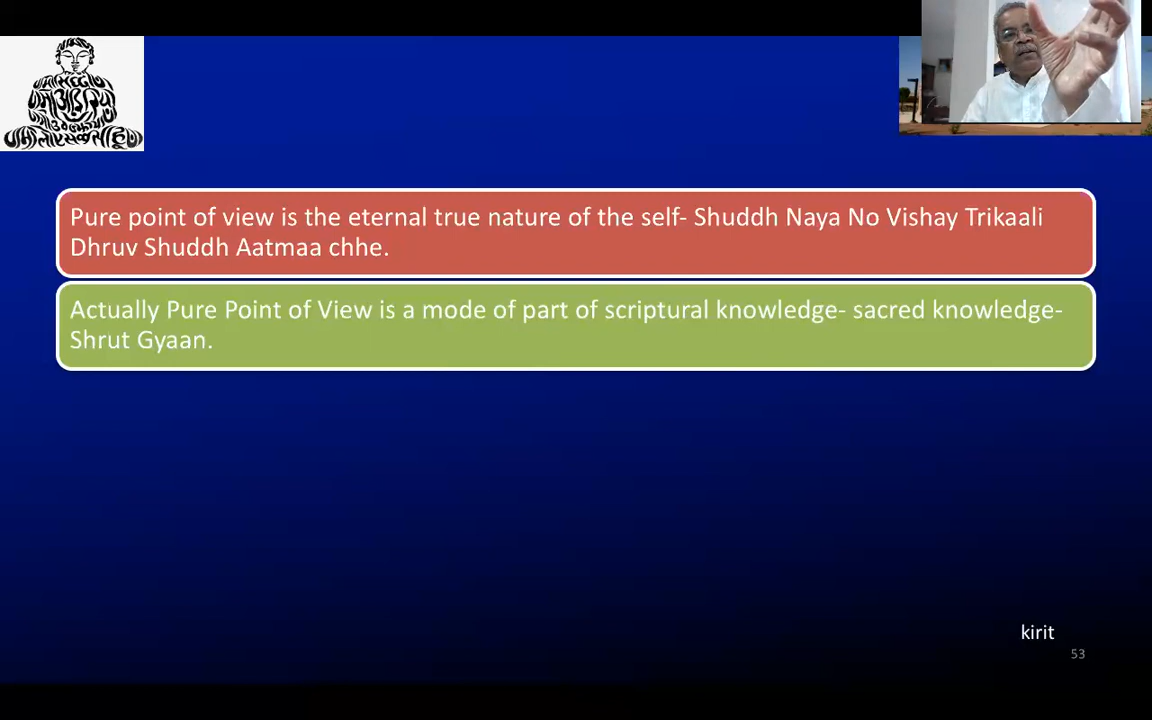 Pure point of view is the eternal true nature of the self- Shuddh Naya No Vishay Trikaali
Dhruv Shuddh Aatmaa chhe.
Actually Pure Point of View is a mode of part of scriptural knowledge- sacred knowledge-
Shrut Gyaan.
kirit
53